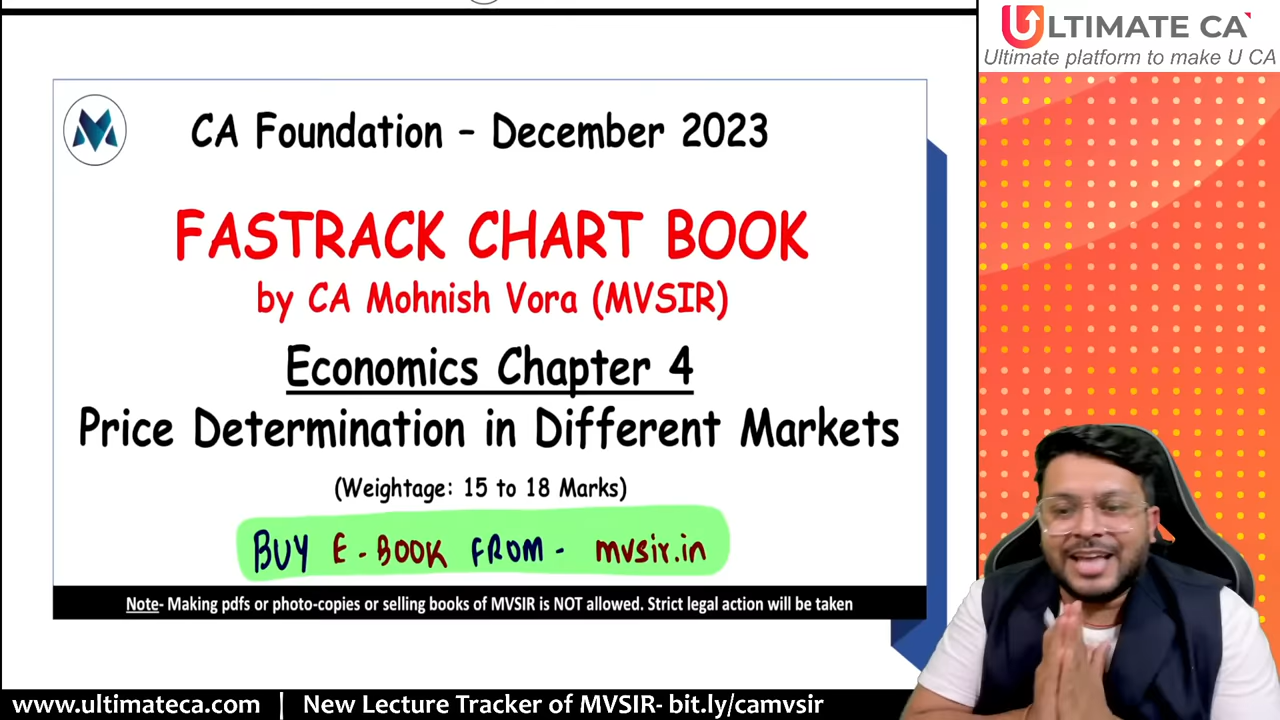 ULTIMATE CA
Ultimate platform to make U CA
CA Foundation – December 2023
FASTRACK CHART BOOK
by CA Mohnish Vora (MVSIR)
Economics Chapter 4
Price Determination in Different Markets
(Weightage: 15 to 18 Marks)
BUY E-BOOK FROM - mvsir.in
Note- Making pdfs or photo-copies or selling books of MVSIR is NOT allowed. Strict legal action will be taken
www.ultimateca.com | New Lecture Tracker of MVSIR- bit.ly/camvsir